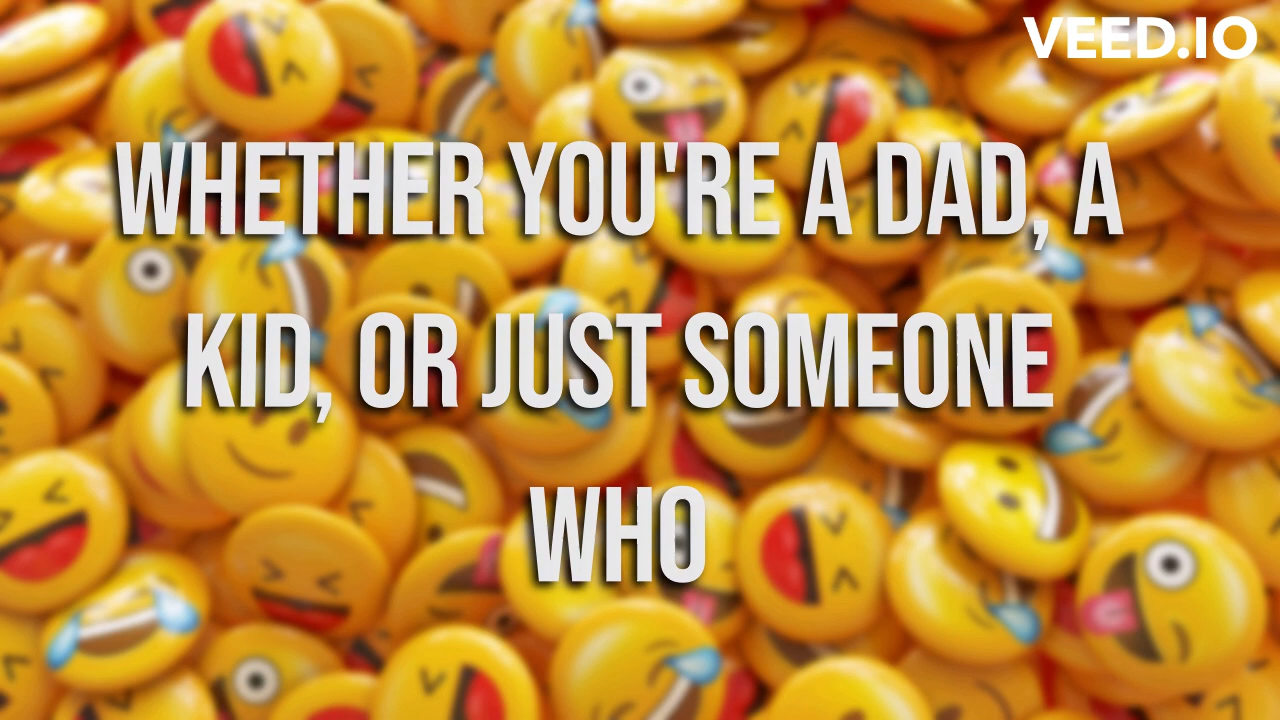 VEED.IO
WHETHER YOU'RE A DAD, A
KID, OR JUST SOMEONE
WHO